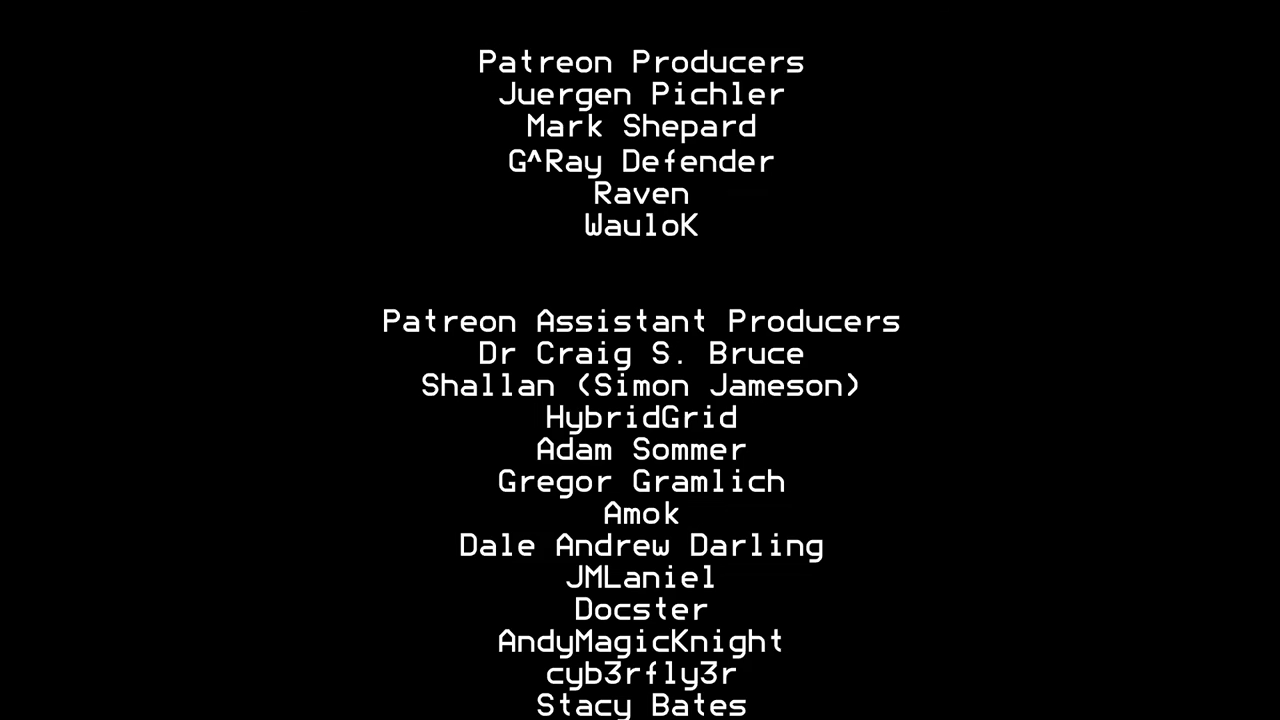 Patreon Producers
Juergen Pichler
Mark Shepard
G^Ray Defender
Raven
WauloK
Patreon Assistant Producers
Dr Craig S. Bruce
Shallan (Simon Jameson)
HybridGrid
Adam Sommer
Gregor Gramlich
Amok
Dale Andrew Darling
JMLaniel
Docster
AndyMagicKnight
cyb3rfly3r
Stacy Bates